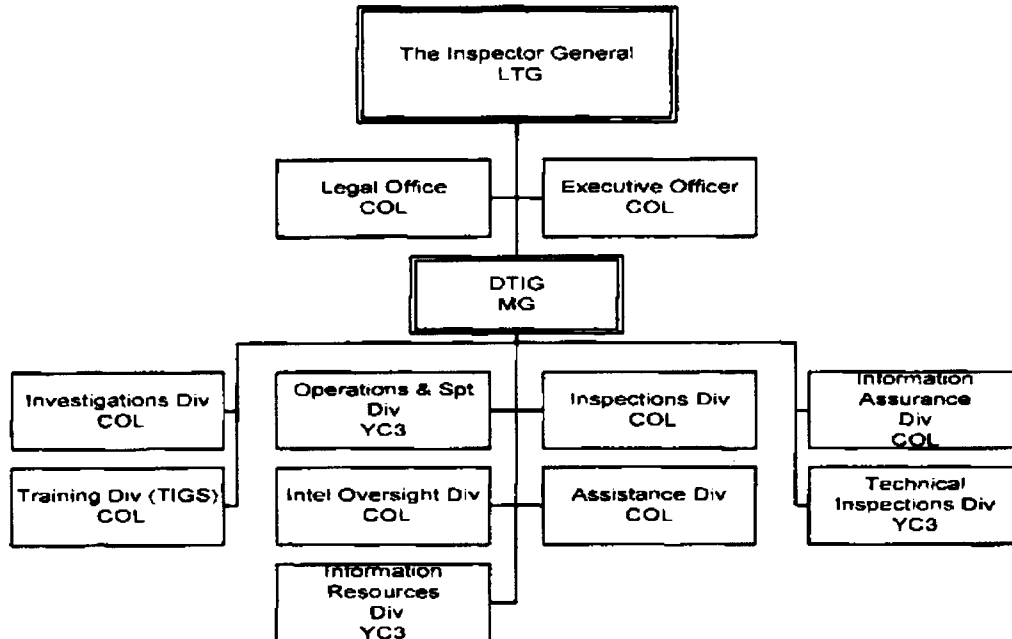 The Inspector General
LTG
Legal Office
COL
Executive Officer
COL
DTIG
MG
Investigations Div
COL
Operations & Spt
Div
YC3
Inspections Div
COL
Information
Assurance
Div
COL
Training Div (TIGS)
COL
Intel Oversight Div
COL
Assistance Div
COL
Technical
Inspections Div
YC3
Information
Resources
Div
YC3